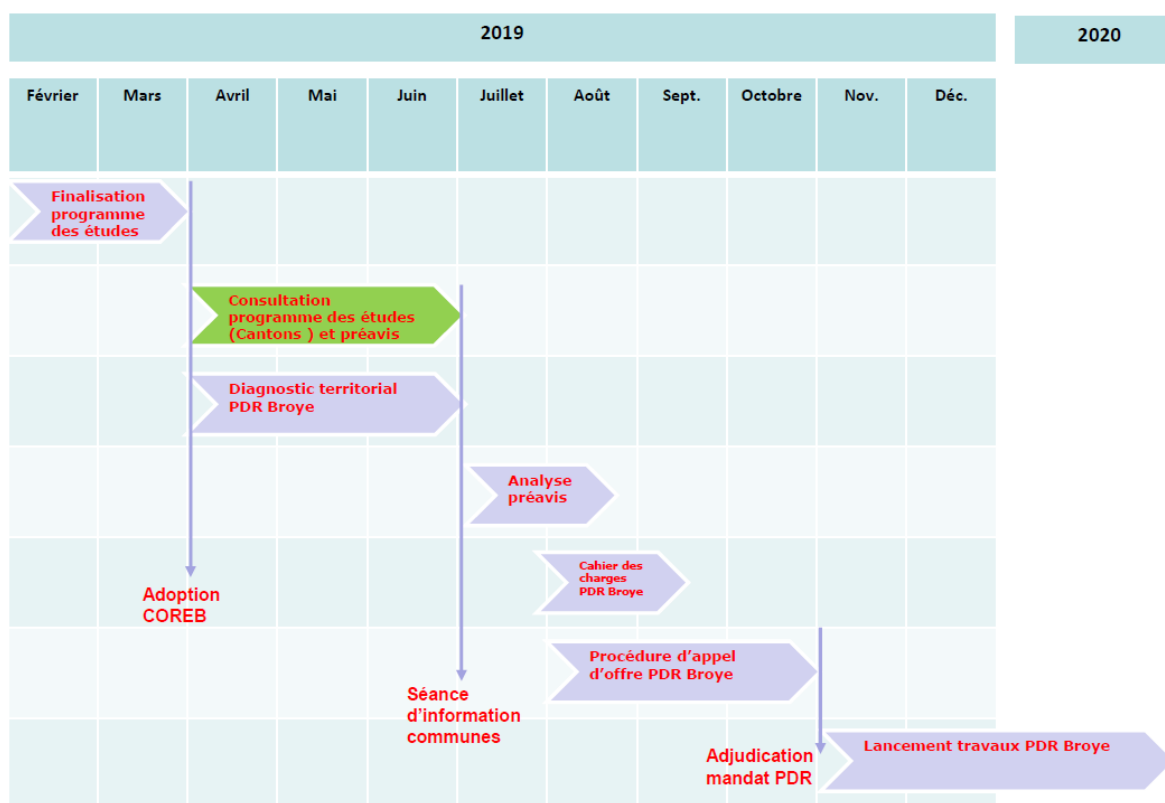 2019
2020
Février
Mars
Avril
Mai
Juin
Juillet
Août
Sept.
Octobre
Nov.
Déc.
Finalisation
programme
des études
Consultation
programme des études
(Cantons ) et préavis
Diagnostic territorial
PDR Broye
Analyse
préavis
Cahier des
charges
PDR Broye
Adoption
COREB
Procédure d'appel
d'offre PDR Broye
Séance
d'information
communes
Lancement travaux PDR Broye
Adjudication
mandat PDR